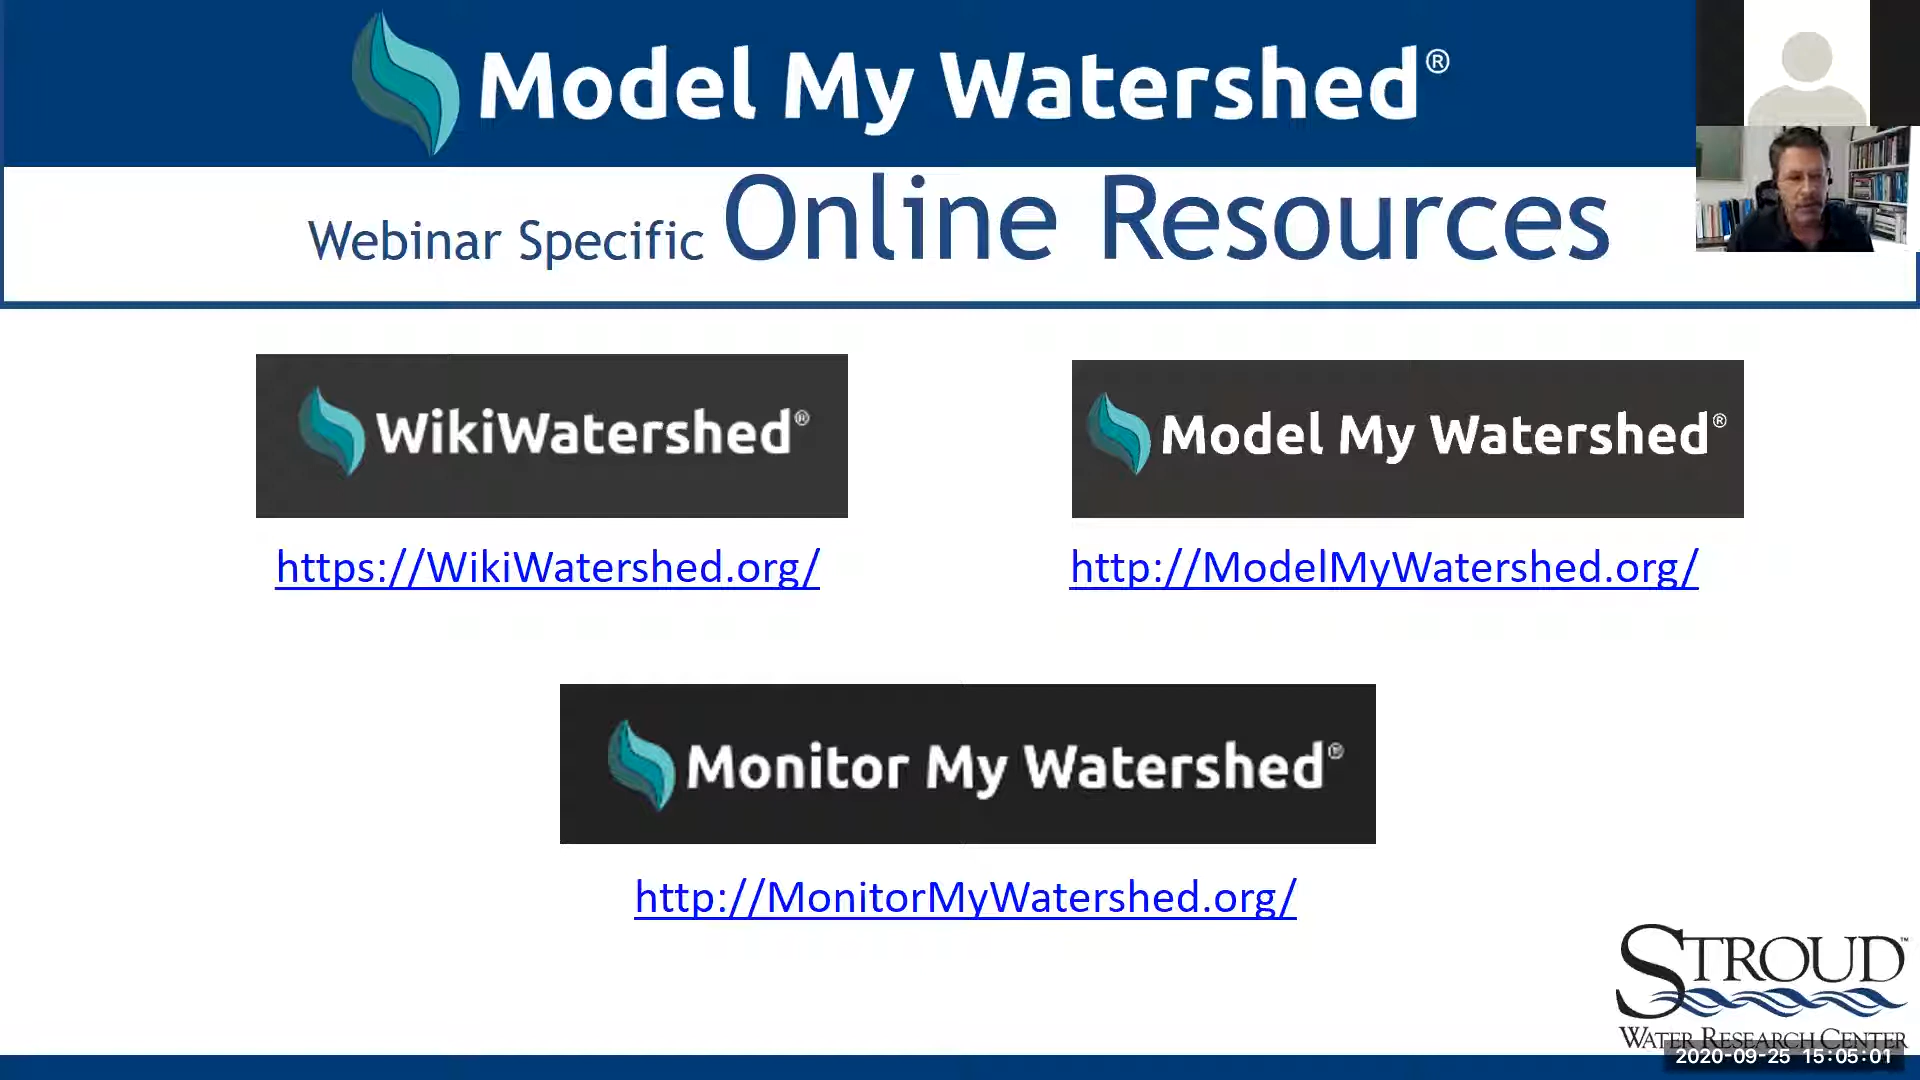 Model My Watershed®
Webinar Specific Online Resources
WikiWatershed®
Model My Watershed®
https://WikiWatershed.org/
http://ModelMyWatershed.org/
Monitor My Watershed®
http://MonitorMyWatershed.org/
STROUD™
WATER RESEARCH CENTER
2020-09-25 15:05:01